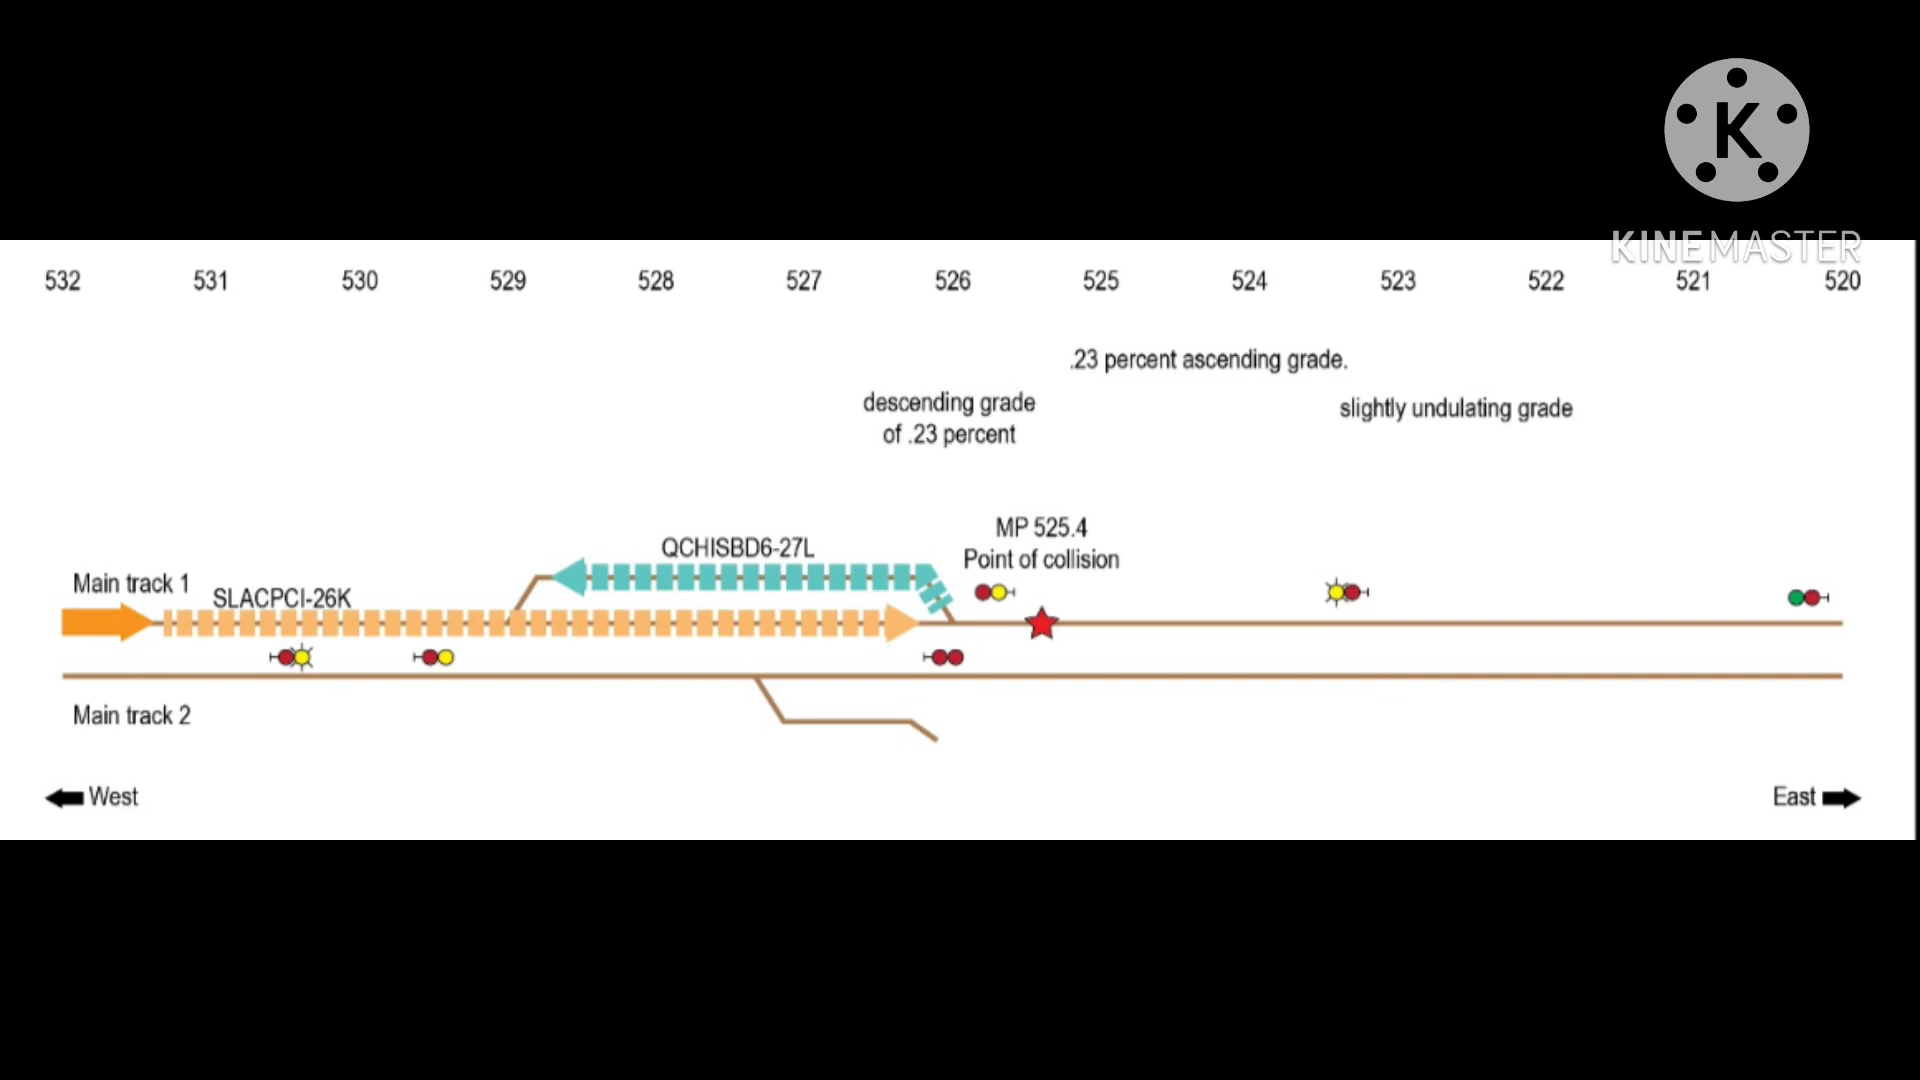 K
KINEMASTER
532 531 530 529 528 527 526 525 524 523 522 521 520
.23 percent ascending grade.
descending grade
of .23 percent
slightly undulating grade
MP 525.4
Point of collision
QCHISBD6-27L
Main track 1
SLACPCI-26K
Main track 2
West
East